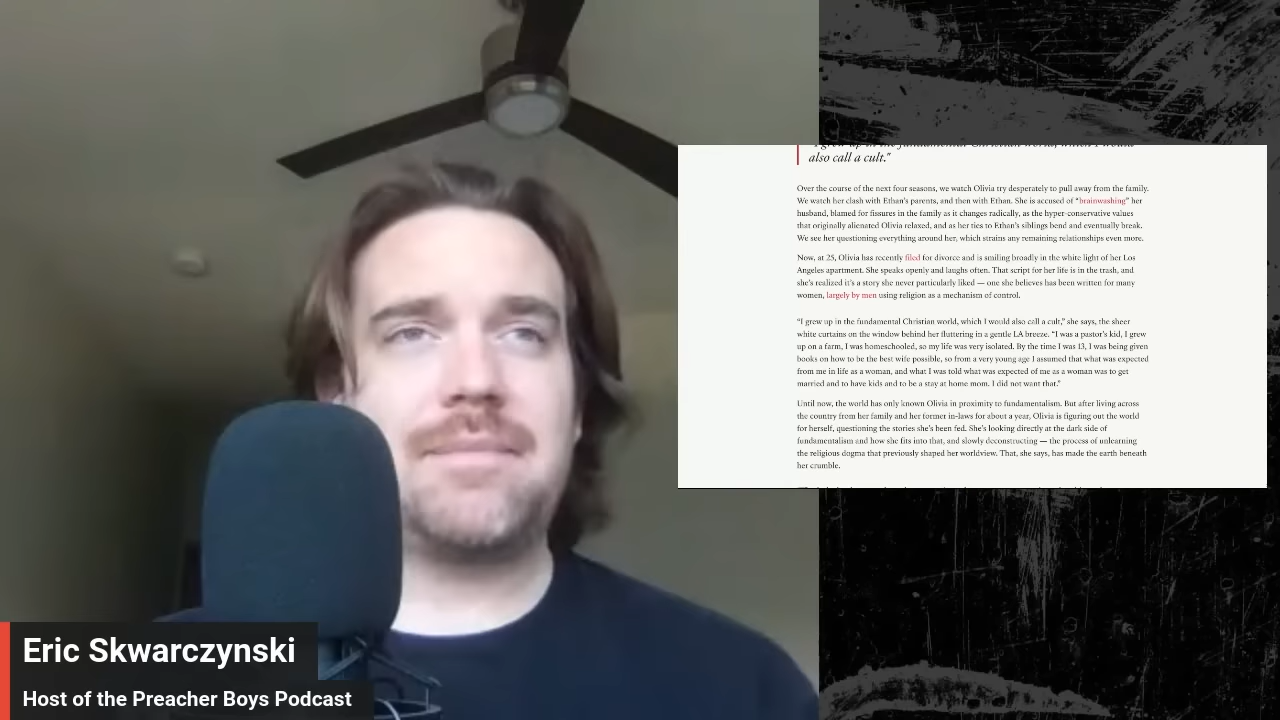 also call a cult."
Over the course of the next four seasons, we watch Olivia try desperately to pull away from the family.
We watch her clash with Ethan's parents, and then with Ethan. She is accused of "brainwashing" her
husband, blamed for fissures in the family as it changes radically, as the hyper-conservative values
that originally alienated Olivia relaxed, and as her ties to Ethan's siblings bend and eventually break.
We see her questioning everything around her, which strains any remaining relationships even more.
Now, at 25, Olivia has recently filed for divorce and is smiling broadly in the white light of her Los
Angeles apartment. She speaks openly and laughs often. That script for her life is in the trash, and
she's realized it's a story she never particularly liked — one she believes has been written for many
women, largely by men using religion as a mechanism of control.
"I grew up in the fundamental Christian world, which I would also call a cult," she says, the sheer
white curtains on the window behind her fluttering in a gentle LA breeze. "I was a pastor's kid, I grew
up on a farm, I was homeschooled, so my life was very isolated. By the time I was 13, I was being given
books on how to be the best wife possible, so from a very young age I assumed that what was expected
from me in life as a woman, and what I was told what was expected of me as a woman was to get
married and to have kids and to be a stay at home mom. I did not want that."
Until now, the world has only known Olivia in proximity to fundamentalism. But after living across
the country from her family and her former in-laws for about a year, Olivia is figuring out the world
for herself, questioning the stories she's been fed. She's looking directly at the dark side of
fundamentalism and how she fits into that, and slowly deconstructing — the process of unlearning
the religious dogma that previously shaped her worldview. That, she says, has made the earth beneath
her crumble.
Eric Skwarczynski
Host of the Preacher Boys Podcast